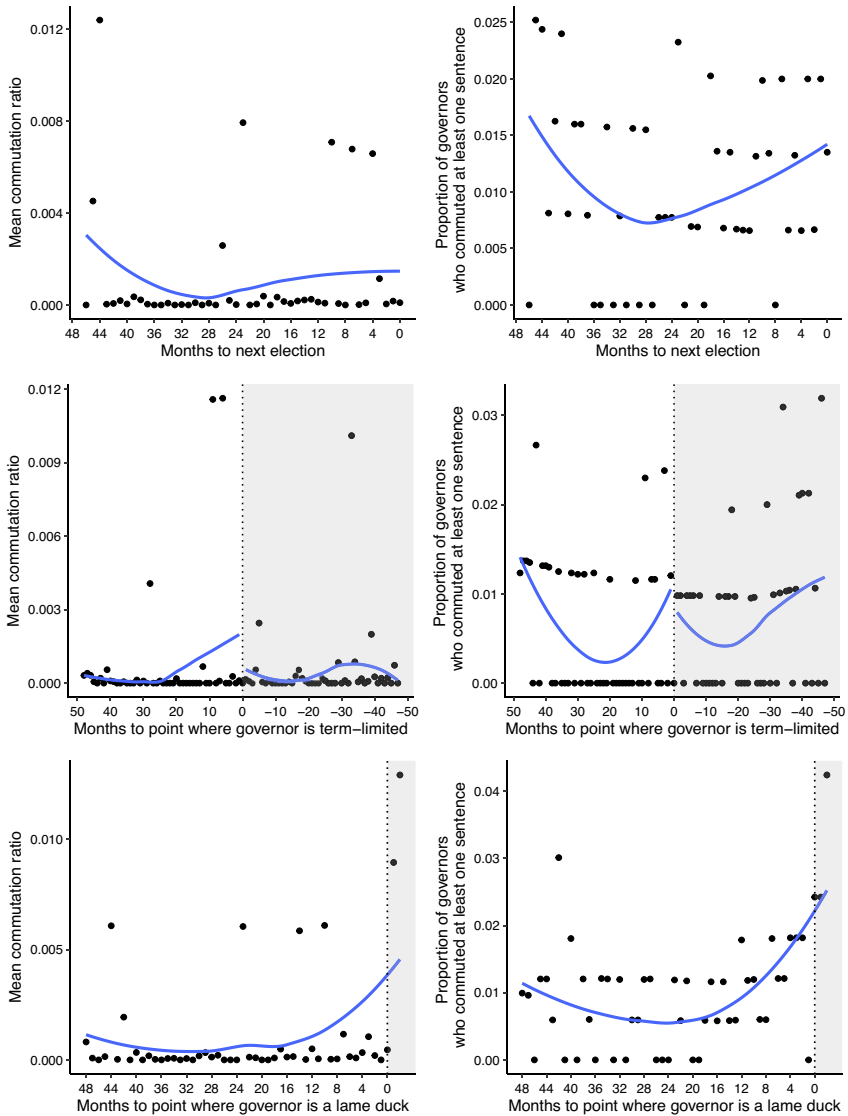 Mean commutation ratio
0.012
0.008
0.004
0.000
48 44 40 36 32 28 24 20 16 12 8 4 0
Months to next election
Proportion of governors
who commuted at least one sentence
0.025
0.020
0.015
0.010
0.005
0.000
48 44 40 36 32 28 24 20 16 12 8 4 0
Months to next election
Mean commutation ratio
0.012
0.009
0.006
0.003
0.000
50 40 30 20 10 0 -10 -20 -30 -40 -50
Months to point where governor is term-limited
Proportion of governors
who commuted at least one sentence
0.03
0.02
0.01
0.00
50 40 30 20 10 0 -10 -20 -30 -40 -50
Months to point where governor is term-limited
Mean commutation ratio
0.010
0.005
0.000
48 44 40 36 32 28 24 20 16 12 8 4 0
Months to point where governor is a lame duck
Proportion of governors
who commuted at least one sentence
0.04
0.03
0.02
0.01
0.00
48 44 40 36 32 28 24 20 16 12 8 4 0
Months to point where governor is a lame duck